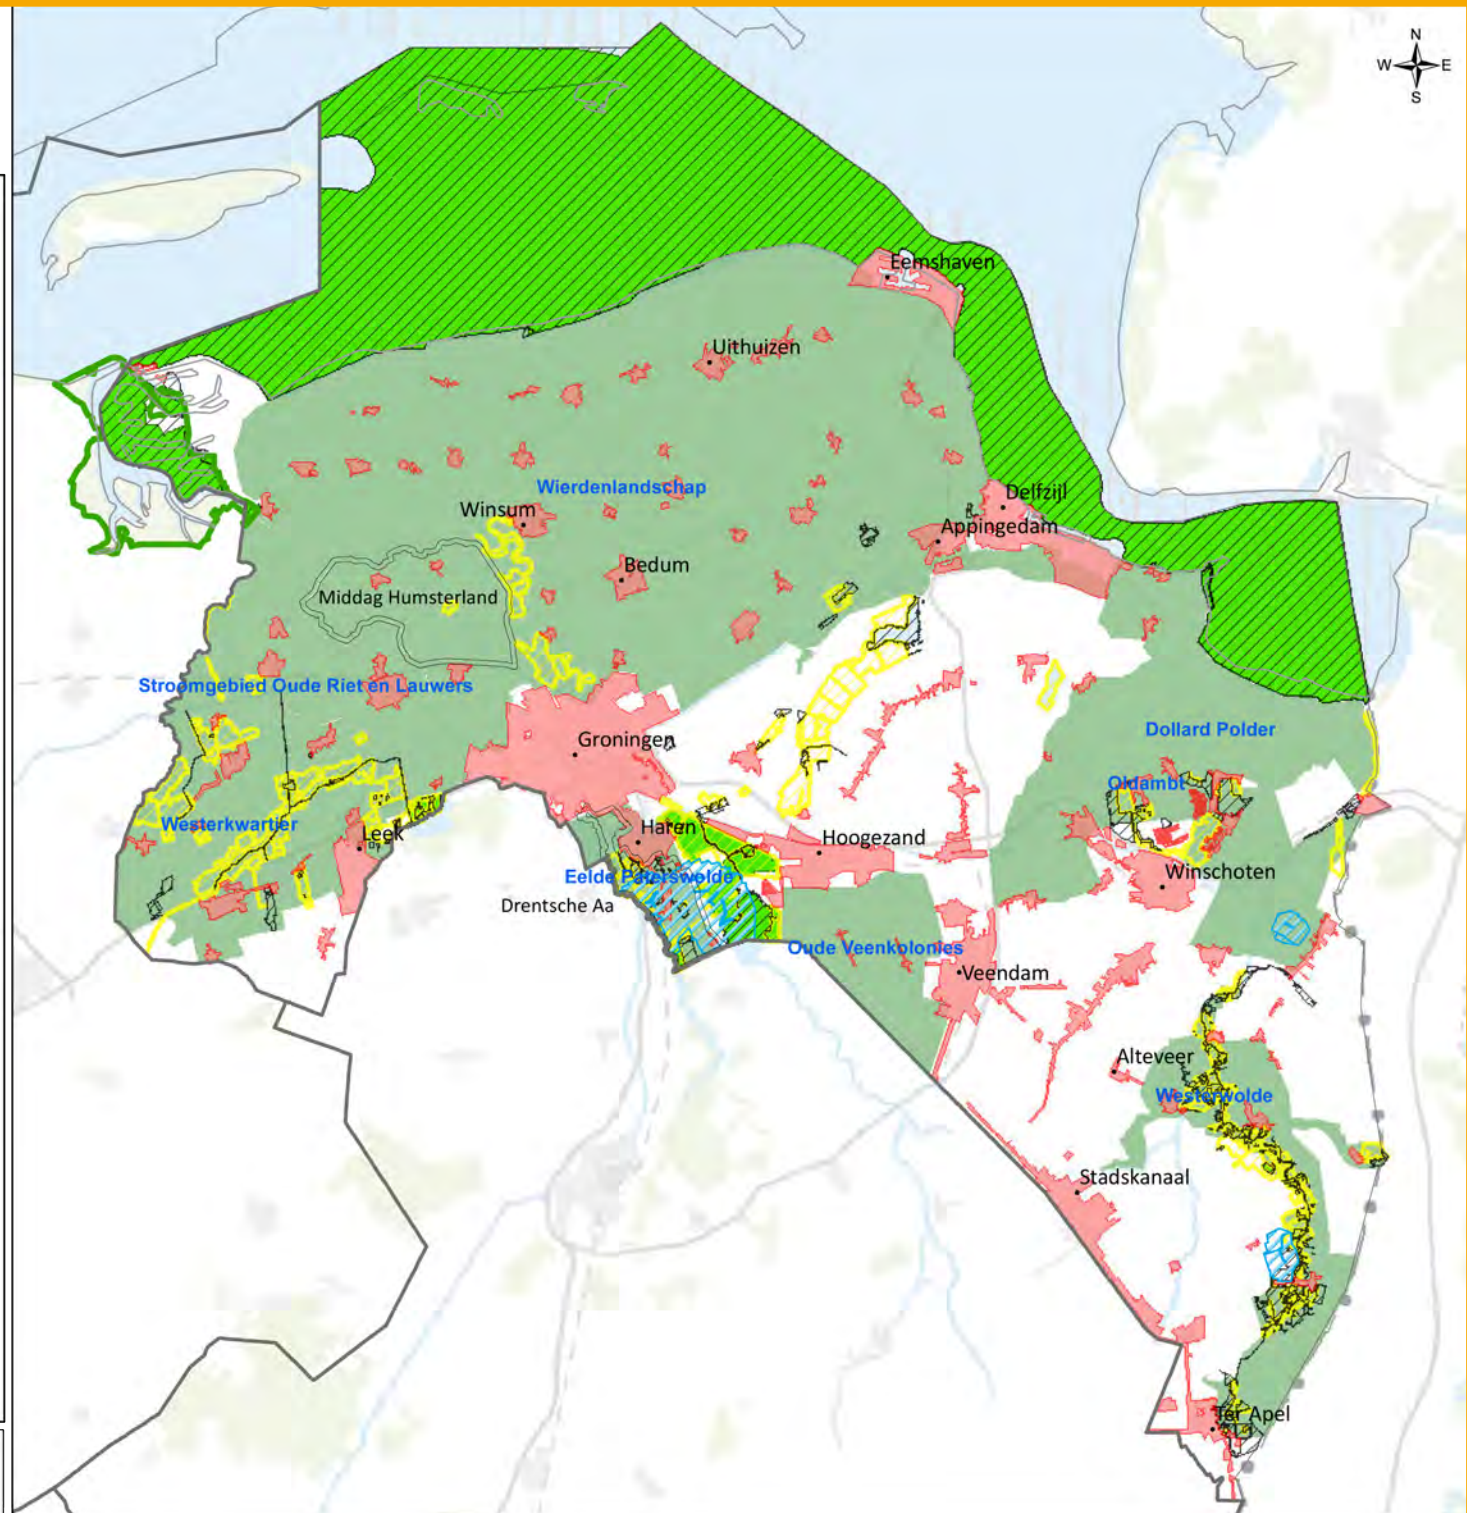 N
W E
S
Eemshaven
Uithuizen
Wierdenlandschap
Delfzijl
Winsum
Appingedam
Bedum
Middag Humsterland
Stroomgebied Oude Riet en Lauwers
Dollard Polder
Groningen
Oldambt
Westerkwartier
Haren
Leek
Hoogezand
Winschoten
Eelde Paterswolde
Drentsche Aa
Oude Veenkolonies
Veendam
Alteveer
Westerwolde
Stadskanaal
Ter Apel